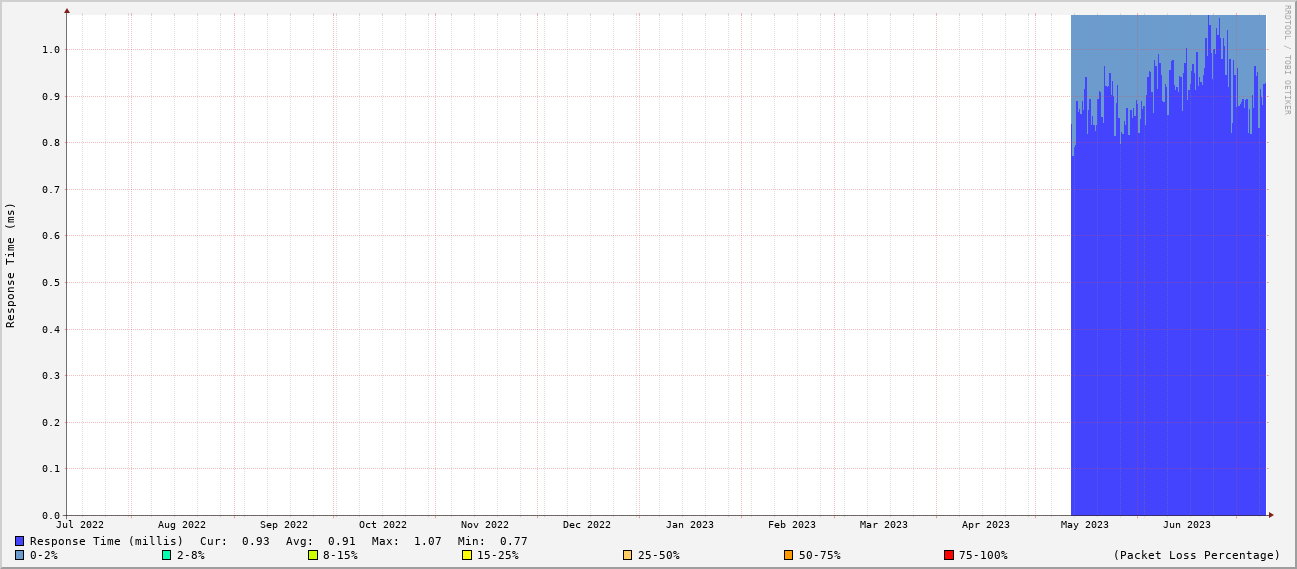 RRDTOOL / TOBI OETIKER
Response Time (ms)
1.0
0.9
0.8
0.7
0.6
0.5
0.4
0.3
0.2
0.1
0.0
Jul 2022 Aug 2022 Sep 2022 Oct 2022 Nov 2022 Dec 2022 Jan 2023 Feb 2023 Mar 2023 Apr 2023 May 2023 Jun 2023
Response Time (millis) Cur: 0.93 Avg: 0.91 Max: 1.07 Min: 0.77
0-2% 2-8% 8-15% 15-25% 25-50% 50-75% 75-100% (Packet Loss Percentage)